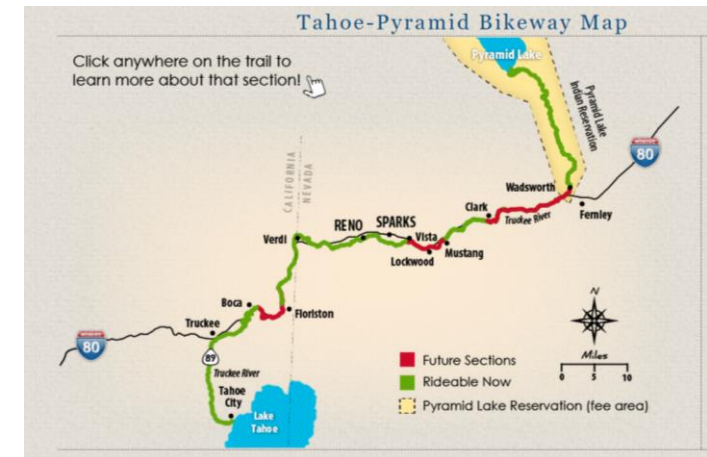 Tahoe-Pyramid Bikeway Map
Click anywhere on the trail to
learn more about that section!
Pyramid Lake
Pyramid Lake
Indian Reservation
80
CALIFORNIA
NEVADA
Wadsworth
Fernley
Clark
Truckee River
RENO
SPARKS
Verdi
Vista
Mustang
Lockwood
Boca
Floriston
Truckee
80
89
Truckee River
Tahoe
City
Lake
Tahoe
N
Miles
0 5 10
Future Sections
Rideable Now
Pyramid Lake Reservation (fee area)